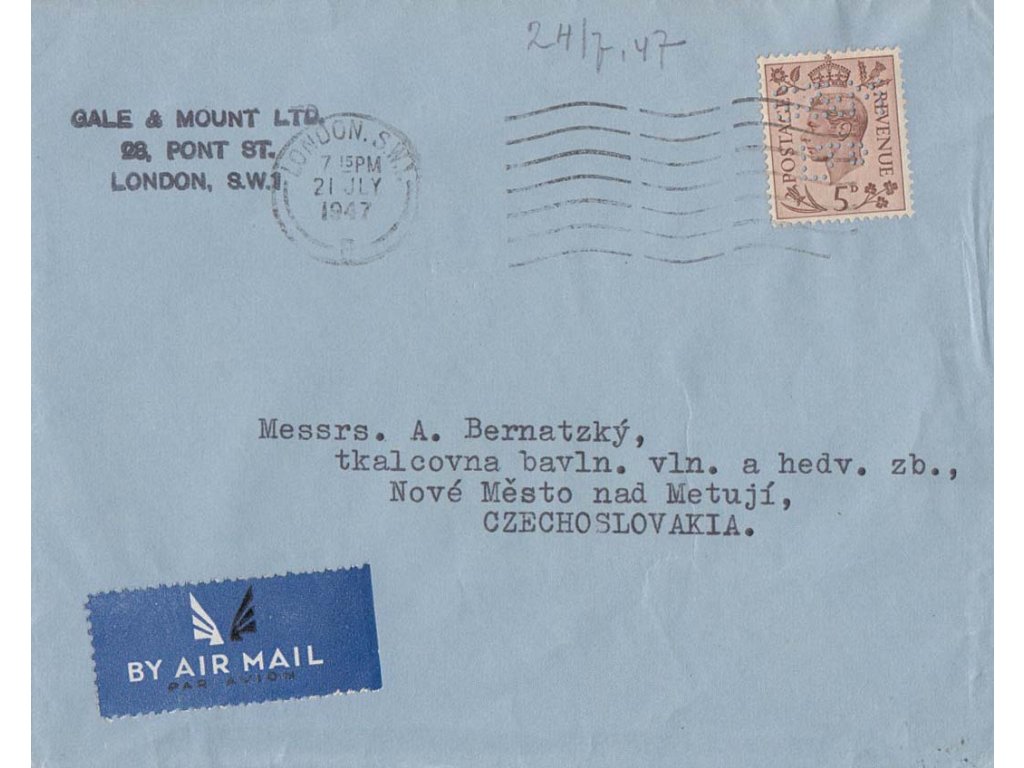 24/7.47
GALE & MOUNT LTD.
28, PONT ST.,
LONDON, S.W.1
LONDON. S.W.1
7 15PM
21 JLY
1947
POSTAGE REVENUE
5D
Messrs. A. Bernatzký,
tkalcovna bavln. vln. a hedv. zb.,
Nové Město nad Metují,
CZECHOSLOVAKIA.
BY AIR MAIL
PAR AVION